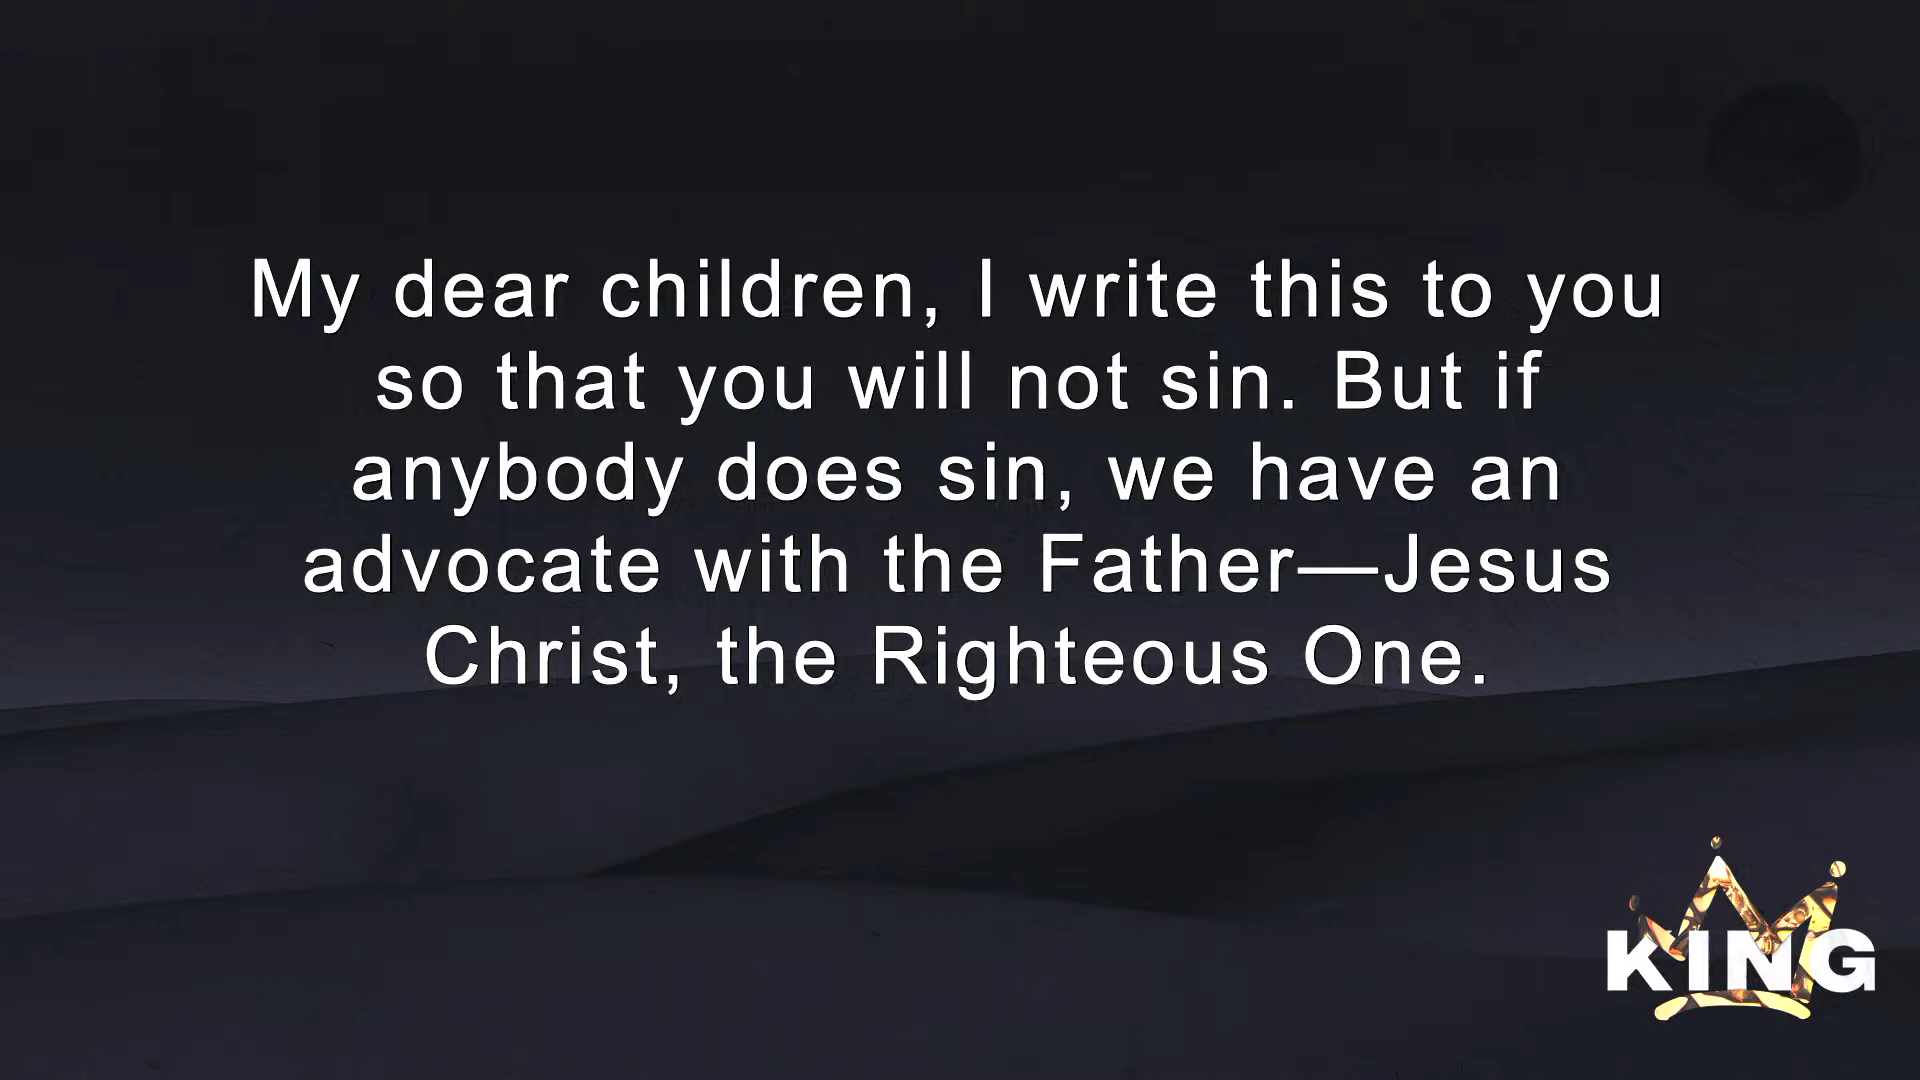 My dear children, I write this to you
so that you will not sin. But if
anybody does sin, we have an
advocate with the Father—Jesus
Christ, the Righteous One.
KING